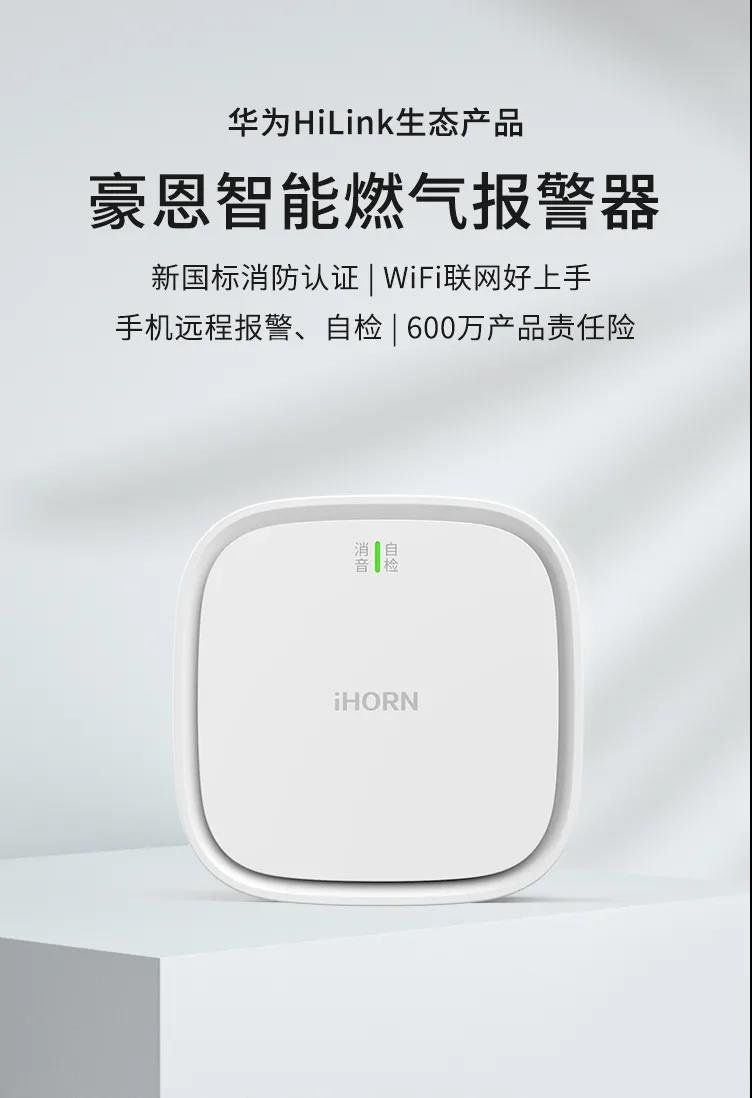 华为HiLink生态产品
豪恩智能燃气报警器
新国标消防认证 | WiFi联网好上手
手机远程报警、自检 | 600万产品责任险
消音 自检
iHORN